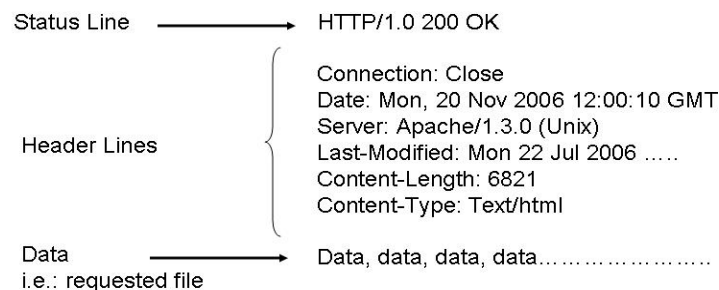 Status Line HTTP/1.0 200 OK
Connection: Close
Date: Mon, 20 Nov 2006 12:00:10 GMT
Server: Apache/1.3.0 (Unix)
Header Lines
Last-Modified: Mon 22 Jul 2006 .....
Content-Length: 6821
Content-Type: Text/html
Data Data, data, data, data........................
i.e.: requested file